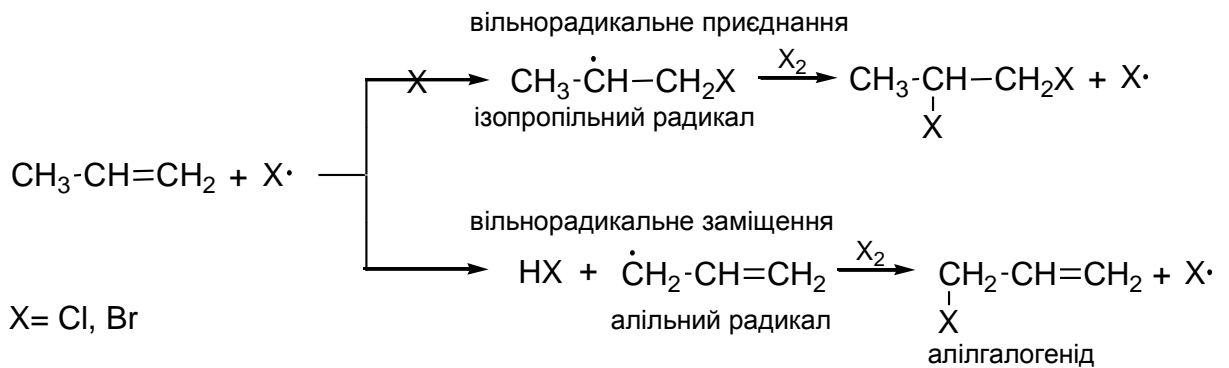 вільнорадикальне приєднання
X CH3-ĊH–CH2X X2 CH3-CH–CH2X + X·
X
ізопропільний радикал
CH3-CH=CH2 + X·
вільнорадикальне заміщення
HX + ĊH2-CH=CH2 X2 CH2-CH=CH2 + X·
X
X= Cl, Br
алільний радикал
алілгалогенід